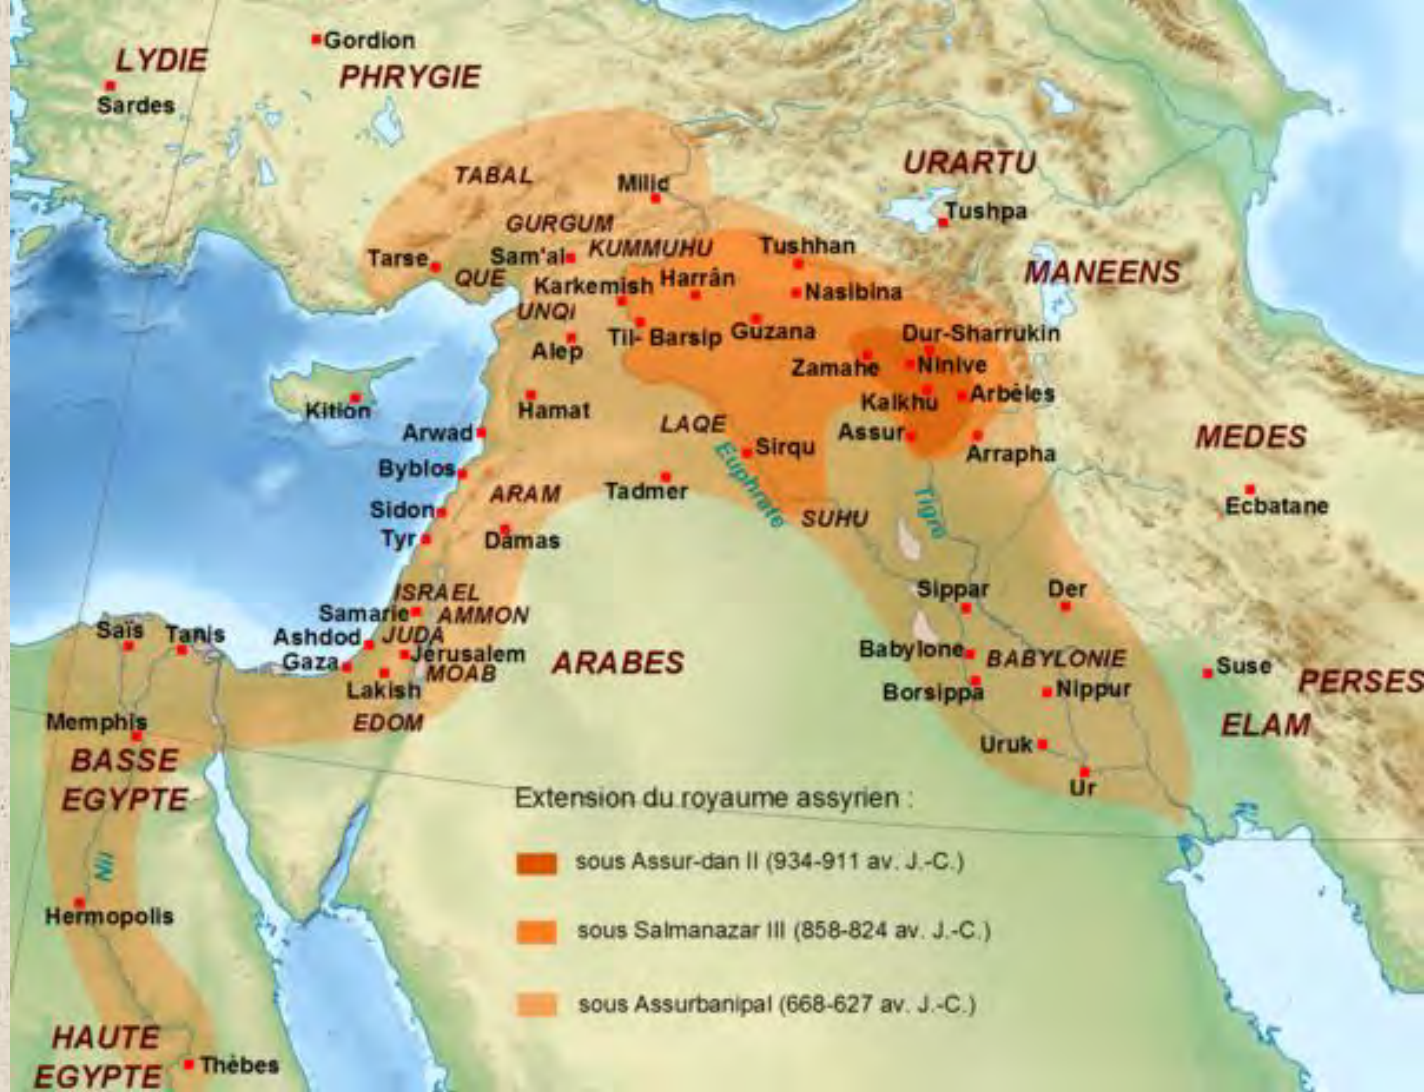 Gordion
LYDIE
PHRYGIE
Sardes
URARTU
TABAL
Milid
Tushpa
GURGUM
Tushhan
KUMMUHU
Tarse
Sam'al
MANEENS
QUE
Karkemish
Harrân
Nasibina
UNQI
Til- Barsip
Guzana
Dur-Sharrukin
Alep
Zamahe
Ninive
Kition
Hamat
Kalkhu
Arbèles
LAQE
Arwad
Assur
MEDES
Sirqu
Arrapha
Byblos
Euphrate
ARAM
Tadmer
Ecbatane
Sidon
Tigre
SUHU
Tyr
Damas
ISRAEL
Sippar
Der
Samarie
AMMON
Saïs
Tanis
Ashdod
JUDA
Gaza
Jérusalem
ARABES
Babylone
BABYLONIE
Suse
MOAB
PERSES
Lakish
Borsippa
Nippur
Memphis
EDOM
ELAM
BASSE
EGYPTE
Uruk
Ur
Extension du royaume assyrien :
sous Assur-dan II (934-911 av. J.-C.)
Nil
Hermopolis
sous Salmanazar III (858-824 av. J.-C.)
sous Assurbanipal (668-627 av. J.-C.)
HAUTE
EGYPTE
Thèbes